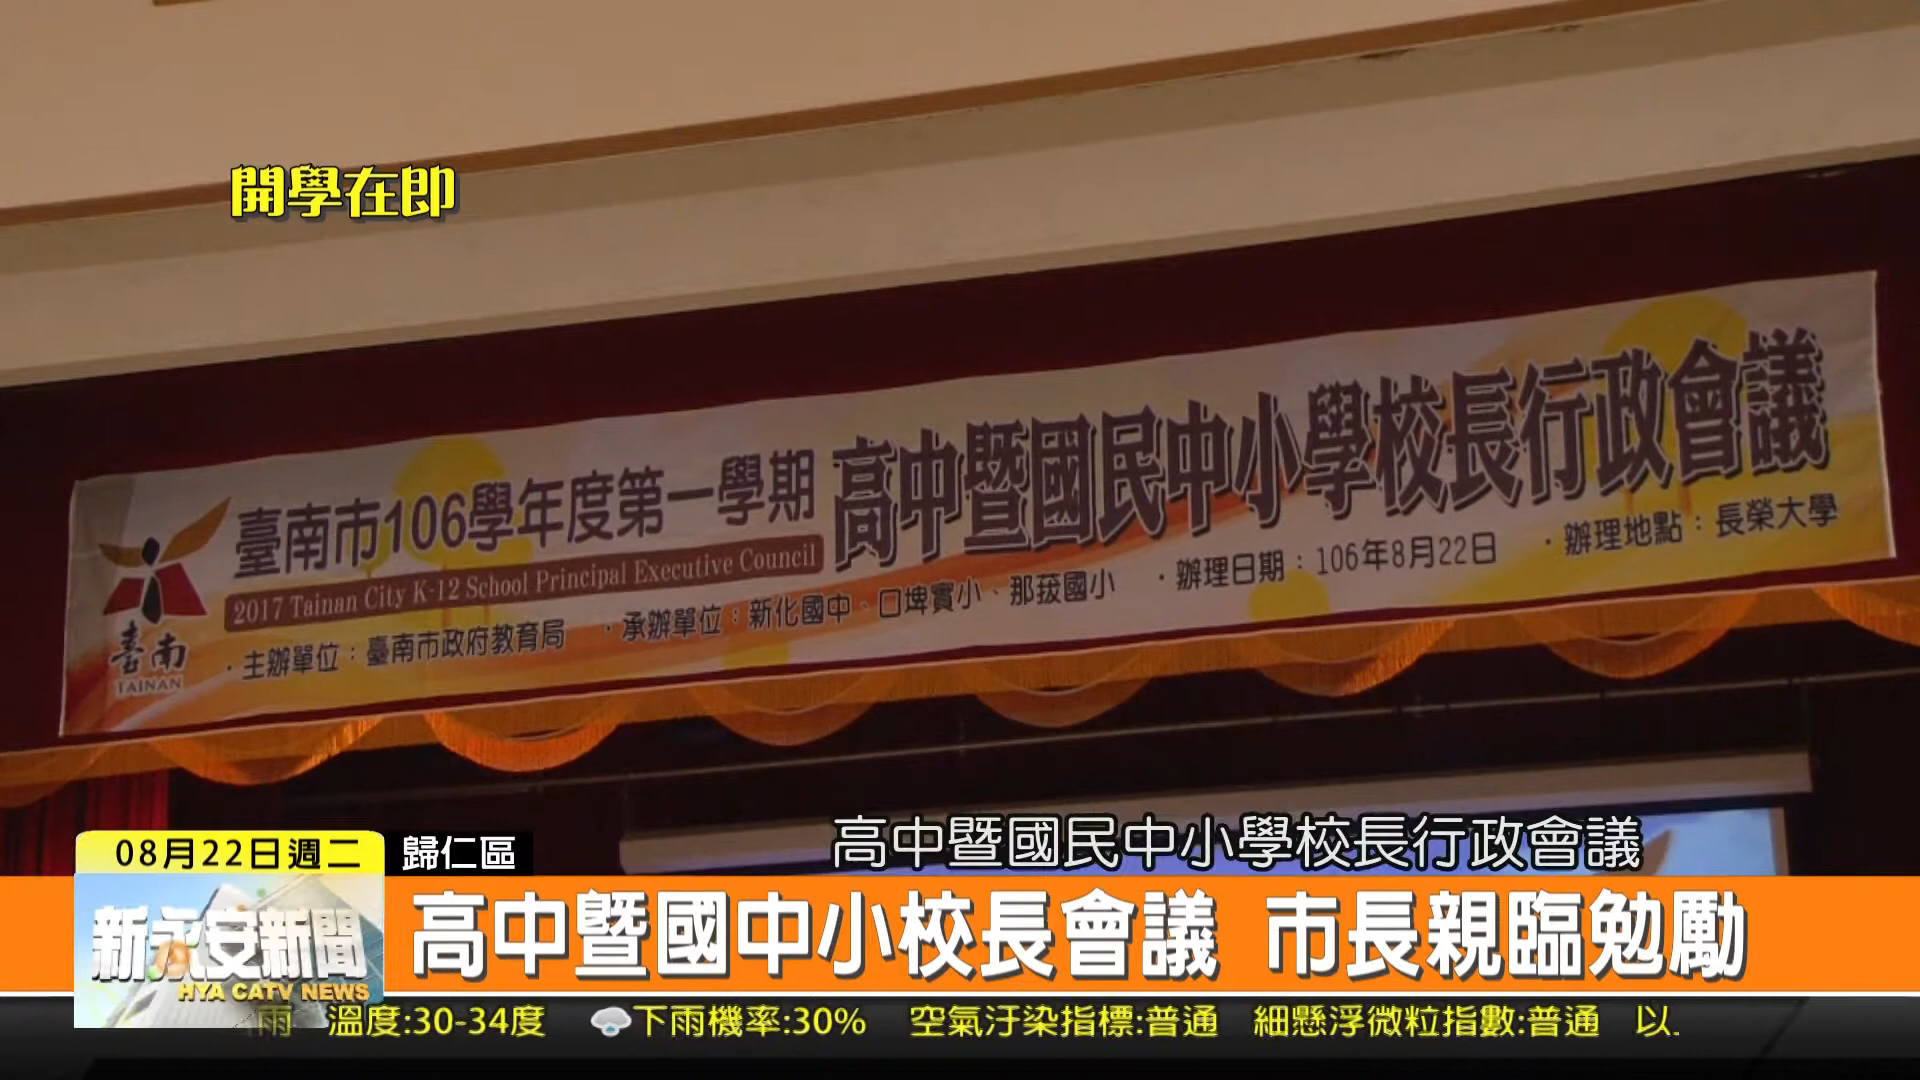 開學在即
臺南市106學年度第一學期
高中暨國民中小學校長行政會議
2017 Tainan City K-12 School Principal Executive Council
臺南
TAINAN
·主辦單位：臺南市政府教育局 ·承辦單位：新化國中、口埤實小、那菝國小 ·辦理日期：106年8月22日 ·辦理地點：長榮大學
高中暨國民中小學校長行政會議
08月22日週二
歸仁區
新永安新聞
HYA CATV NEWS
高中暨國中小校長會議 市長親臨勉勵
雨 溫度:30-34度 下雨機率:30% 空氣汙染指標:普通 細懸浮微粒指數:普通 以